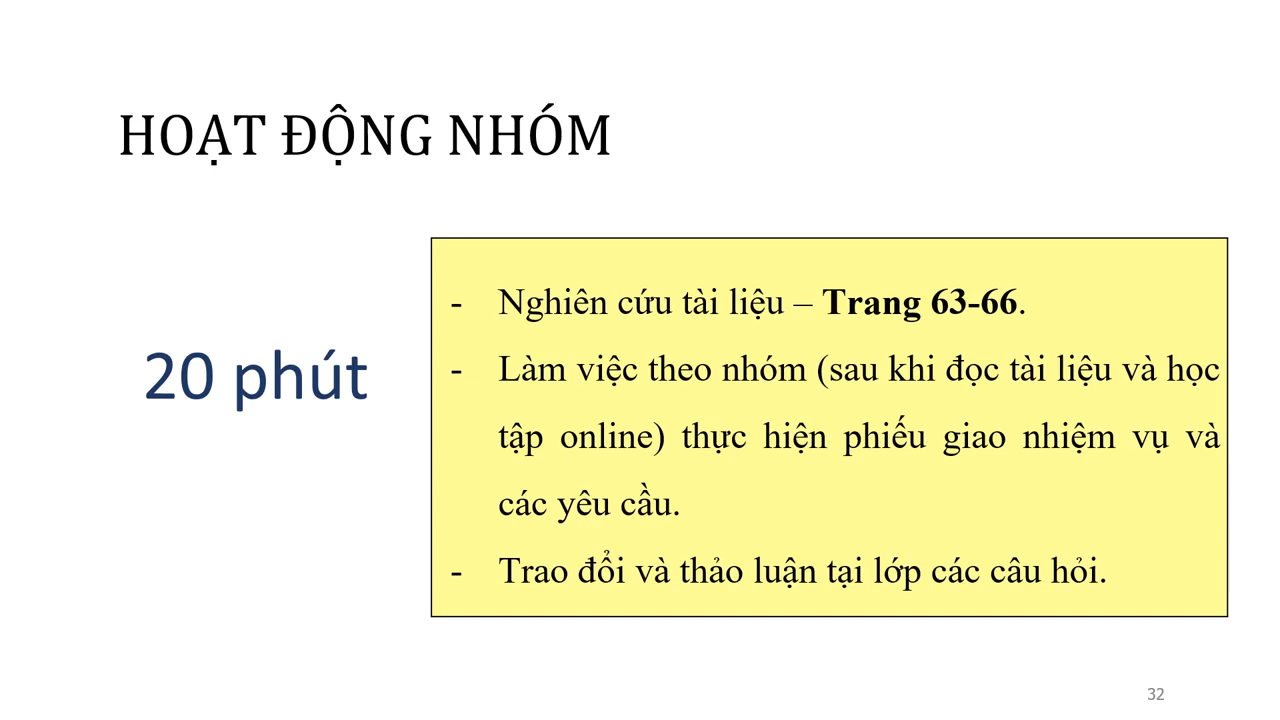 HOẠT ĐỘNG NHÓM
20 phút
- Nghiên cứu tài liệu – Trang 63-66.
- Làm việc theo nhóm (sau khi đọc tài liệu và học
tập online) thực hiện phiếu giao nhiệm vụ và
các yêu cầu.
- Trao đổi và thảo luận tại lớp các câu hỏi.
32